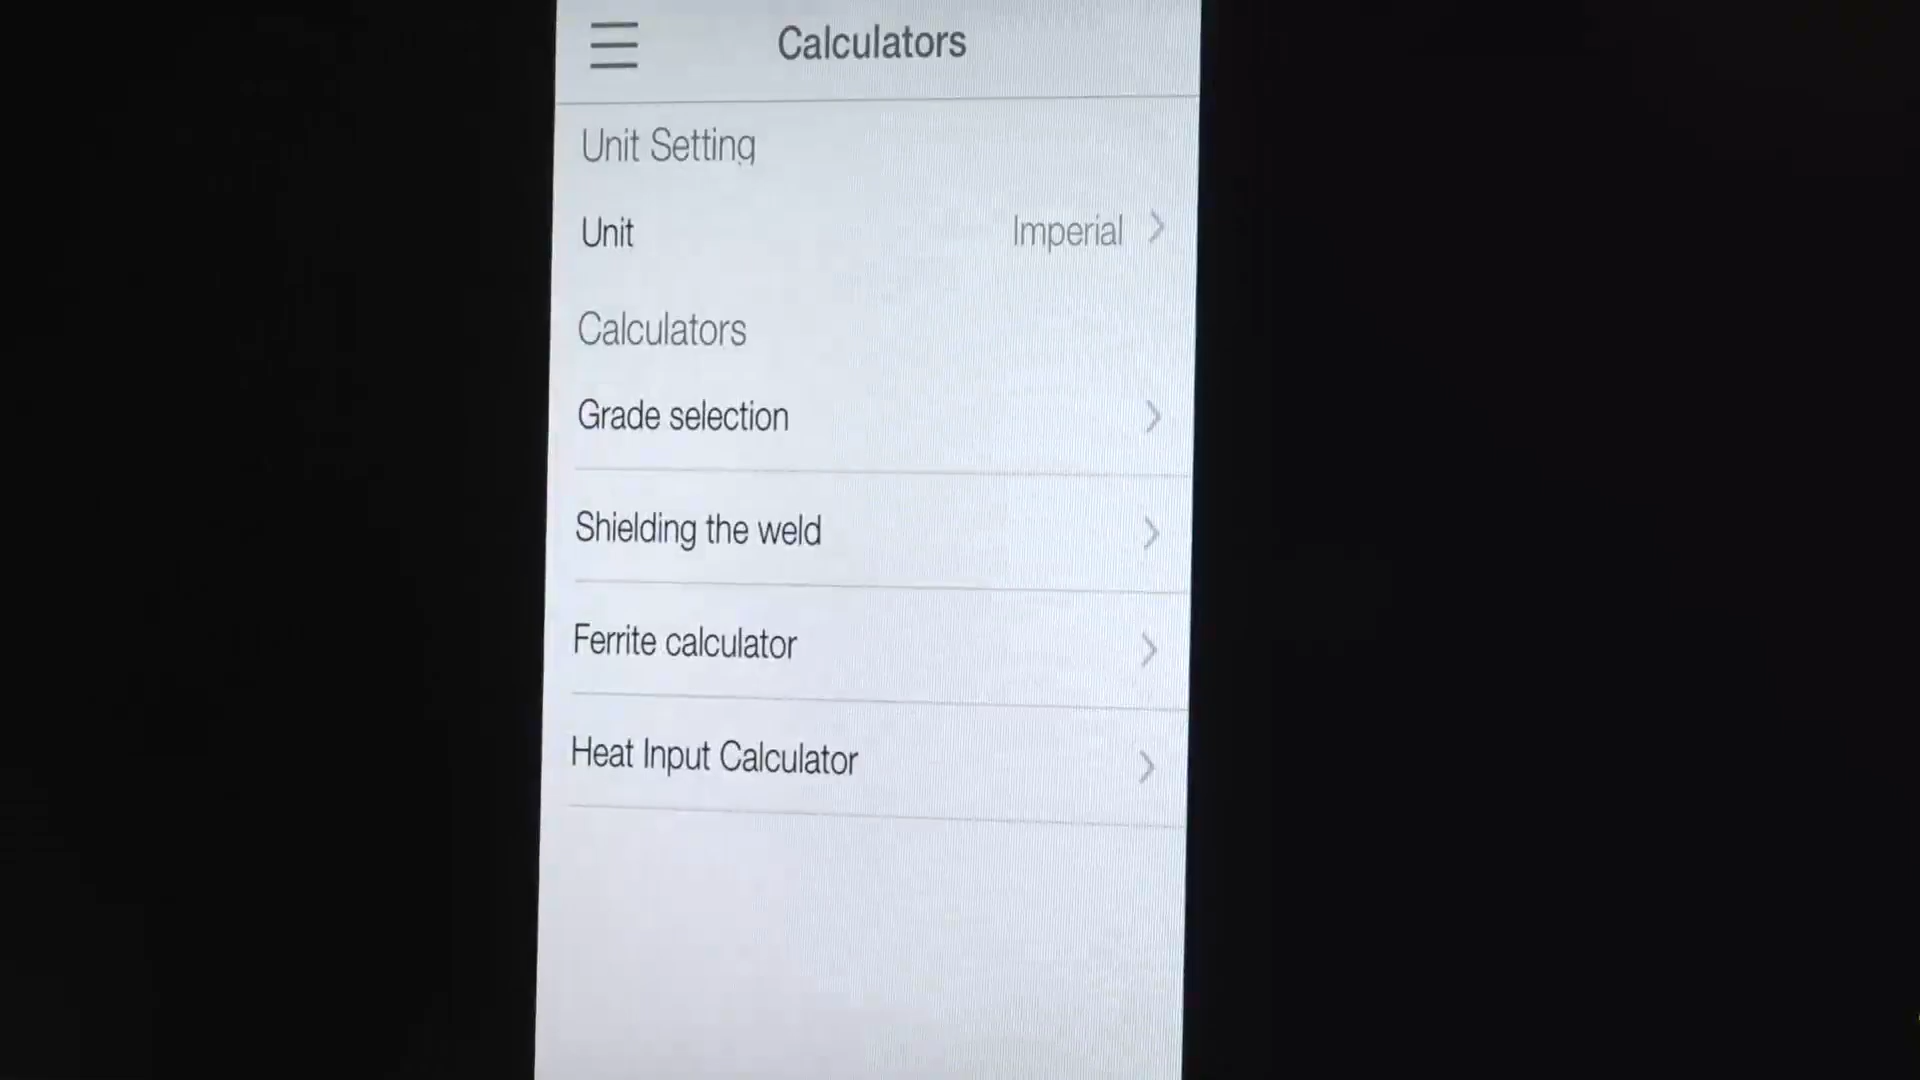 Calculators
Unit Setting
Unit Imperial
Calculators
Grade selection
Shielding the weld
Ferrite calculator
Heat Input Calculator